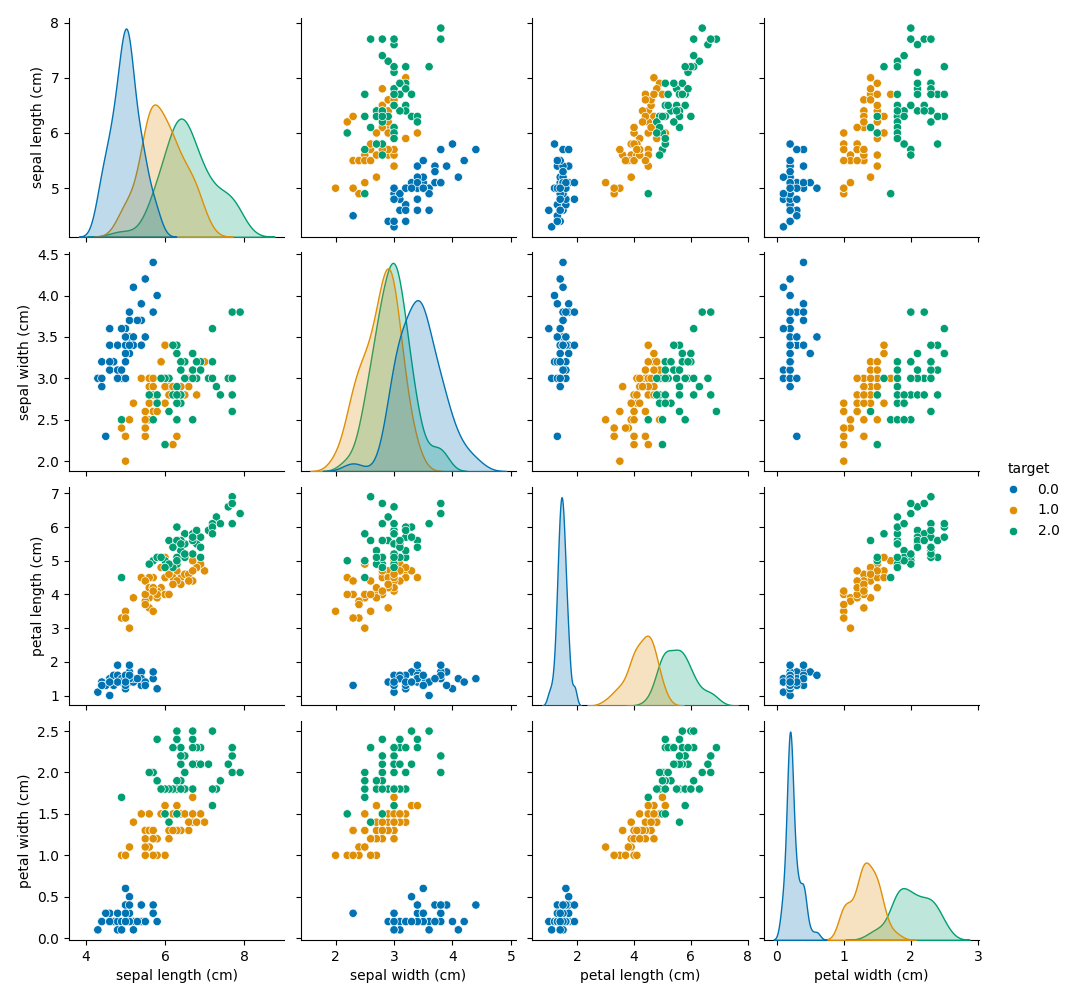 sepal length (cm)
8
7
6
5
sepal width (cm)
4.5
4.0
3.5
3.0
2.5
2.0
petal length (cm)
7
6
5
4
3
2
1
petal width (cm)
2.5
2.0
1.5
1.0
0.5
0.0
4 6 8
sepal length (cm)
2 3 4 5
sepal width (cm)
2 4 6 8
petal length (cm)
0 1 2 3
petal width (cm)
target
0.0
1.0
2.0